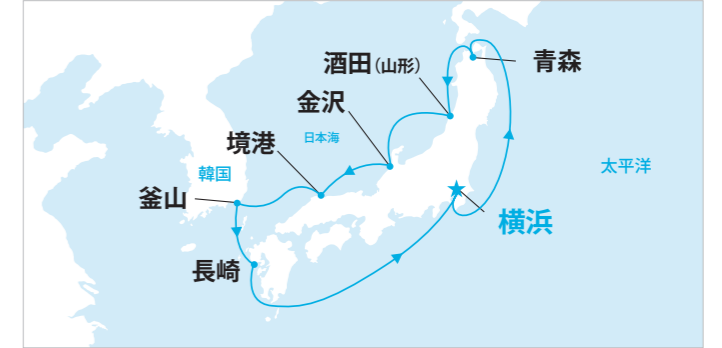 青森
酒田（山形）
金沢
日本海
境港
太平洋
韓国
釜山
横浜
長崎